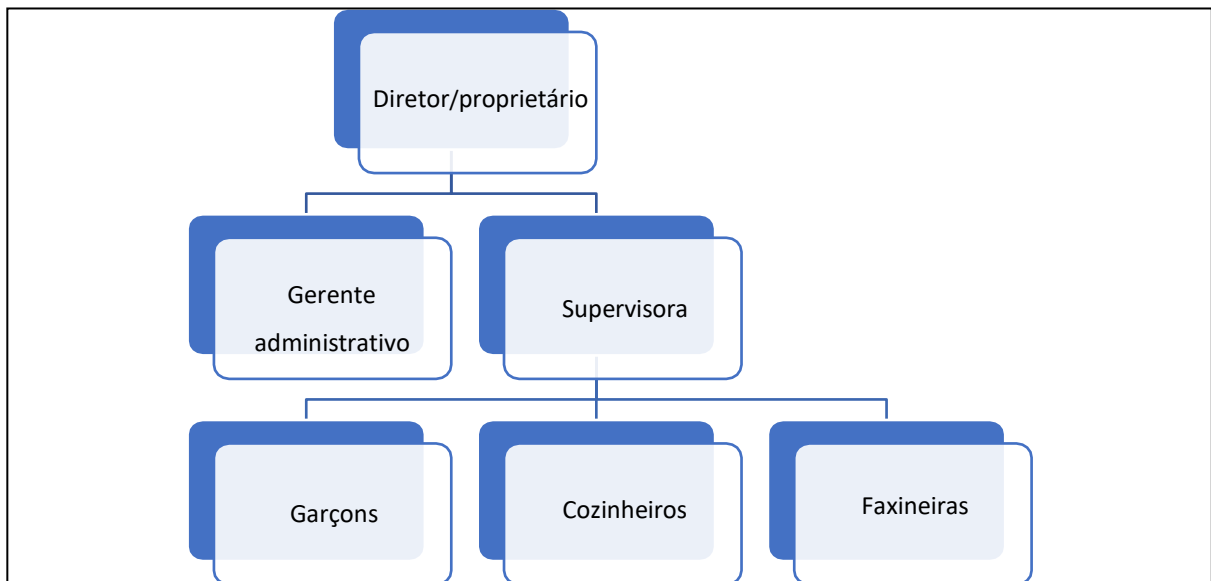 Diretor/proprietário
Gerente
administrativo
Supervisora
Garçons
Cozinheiros
Faxineiras